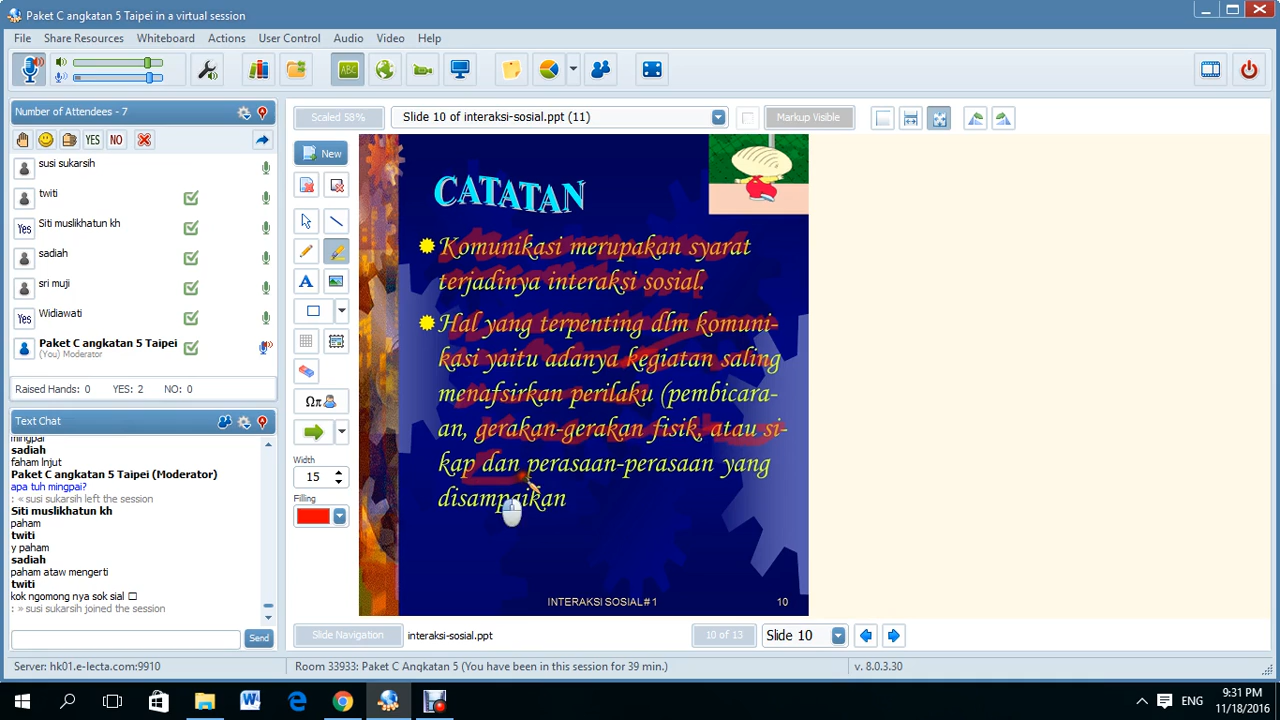 Paket C angkatan 5 Taipei in a virtual session
File Share Resources Whiteboard Actions User Control Audio Video Help
Number of Attendees - 7
YES NO
susi sukarsih
twiti
Yes Siti muslikhatun kh
sadiah
sri muji
Yes Widiawati
Paket C angkatan 5 Taipei
(You) Moderator
Raised Hands: 0 YES: 2 NO: 0
Text Chat
mingpai
sadiah
faham lnjut
Paket C angkatan 5 Taipei (Moderator)
apa tuh mingpai?
: « susi sukarsih left the session
Siti muslikhatun kh
paham
twiti
y paham
sadiah
paham ataw mengerti
twiti
kok ngomong nya sok sial
: » susi sukarsih joined the session
Send
ABC
Scaled 58% Slide 10 of interaksi-sosial.ppt (11) Markup Visible
New
A
Ωπ
Width
15
Filling
CATATAN
Komunikasi merupakan syarat
terjadinya interaksi sosial.
Hal yang terpenting dlm komuni-
kasi yaitu adanya kegiatan saling
menafsirkan perilaku (pembicara-
an, gerakan-gerakan fisik, atau si-
kap dan perasaan-perasaan yang
disampaikan
INTERAKSI SOSIAL#1 10
Slide Navigation interaksi-sosial.ppt 10 of 13 Slide 10
Server: hk01.e-lecta.com:9910 Room 33933: Paket C Angkatan 5 (You have been in this session for 39 min.) v. 8.0.3.30
ENG
9:31 PM
11/18/2016